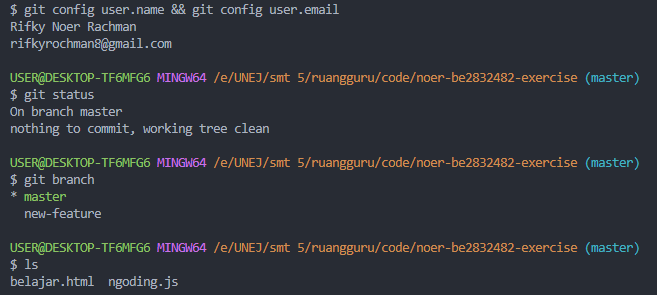 $ git config user.name && git config user.email
Rifky Noer Rachman
rifkyrochman8@gmail.com
USER@DESKTOP-TF6MFG6 MINGW64 /e/UNEJ/smt 5/ruangguru/code/noer-be2832482-exercise (master)
$ git status
On branch master
nothing to commit, working tree clean
USER@DESKTOP-TF6MFG6 MINGW64 /e/UNEJ/smt 5/ruangguru/code/noer-be2832482-exercise (master)
$ git branch
* master
  new-feature
USER@DESKTOP-TF6MFG6 MINGW64 /e/UNEJ/smt 5/ruangguru/code/noer-be2832482-exercise (master)
$ ls
belajar.html  ngoding.js